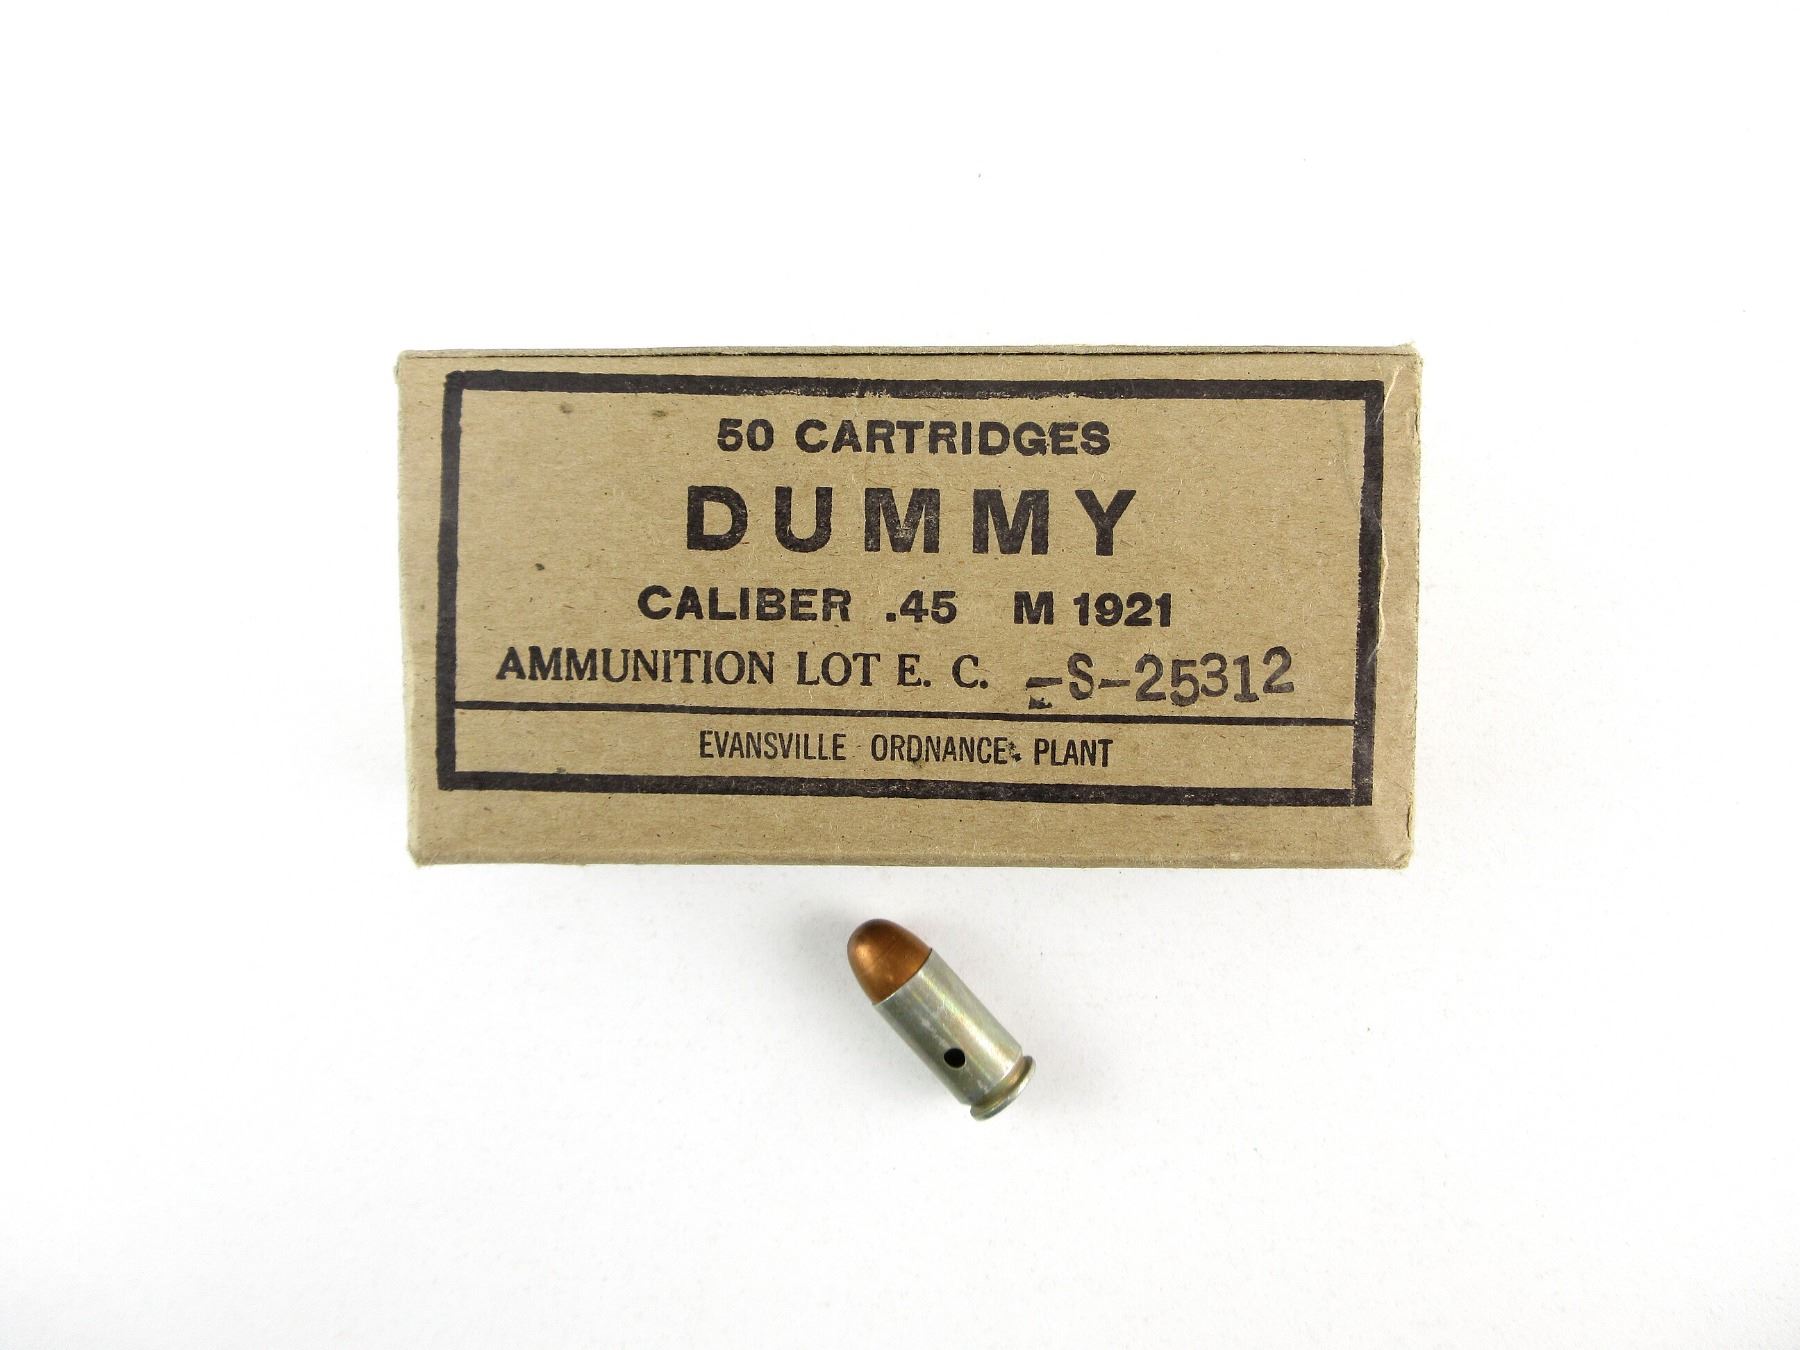 50 CARTRIDGES
DUMMY
CALIBER .45 M 1921
AMMUNITION LOT E. C. -S-25312
EVANSVILLE ORDNANCE PLANT